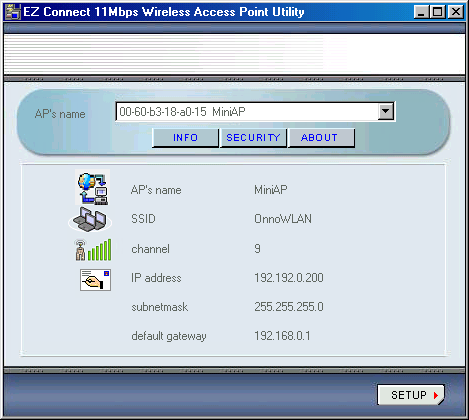 EZ Connect 11Mbps Wireless Access Point Utility
AP's name 00-60-b3-18-a0-15 MiniAP
INFO SECURITY ABOUT
AP's name MiniAP
SSID OnnoWLAN
channel 9
IP address 192.192.0.200
subnetmask 255.255.255.0
default gateway 192.168.0.1
SETUP